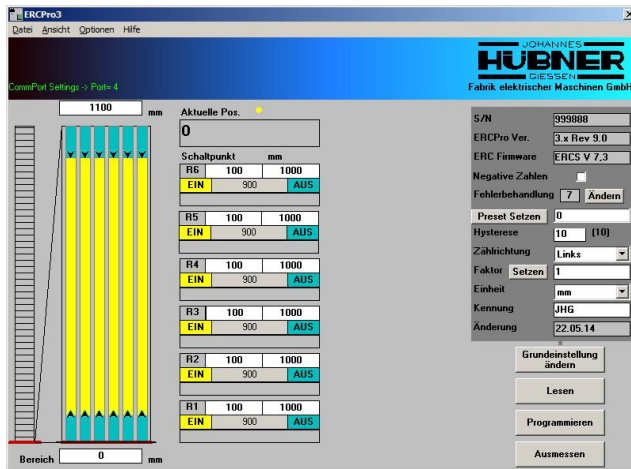 ERCPro3
Datei Ansicht Optionen Hilfe
JOHANNES
HÜBNER
GIESSEN
Fabrik elektrischer Maschinen GmbH
CommPort Settings -> Port= 4
1100 mm
Aktuelle Pos.
0
Schaltpunkt mm
R6 100 1000
EIN 900 AUS
R5 100 1000
EIN 900 AUS
R4 100 1000
EIN 900 AUS
R3 100 1000
EIN 900 AUS
R2 100 1000
EIN 900 AUS
R1 100 1000
EIN 900 AUS
Bereich 0 mm
S/N 999888
ERCPro Ver. 3.x Rev 9.0
ERC Firmware ERCS V 7,3
Negative Zahlen
Fehlerbehandlung 7 Ändern
Preset Setzen 0
Hysterese 10 (10)
Zählrichtung Links
Faktor Setzen 1
Einheit mm
Kennung JHG
Änderung 22.05.14
Grundeinstellung
ändern
Lesen
Programmieren
Ausmessen